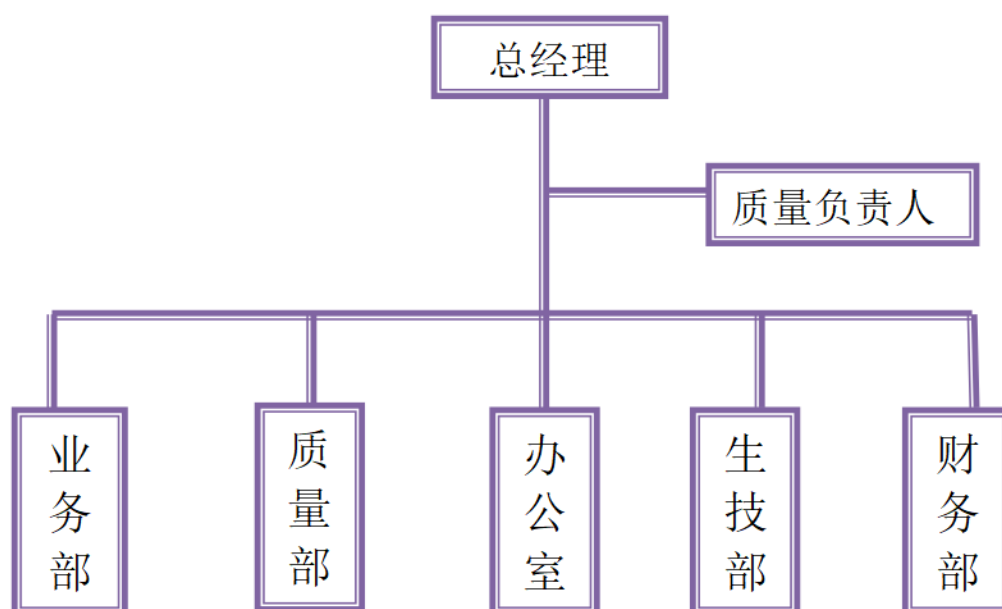 总经理
质量负责人
业务部
质量部
办公室
生技部
财务部